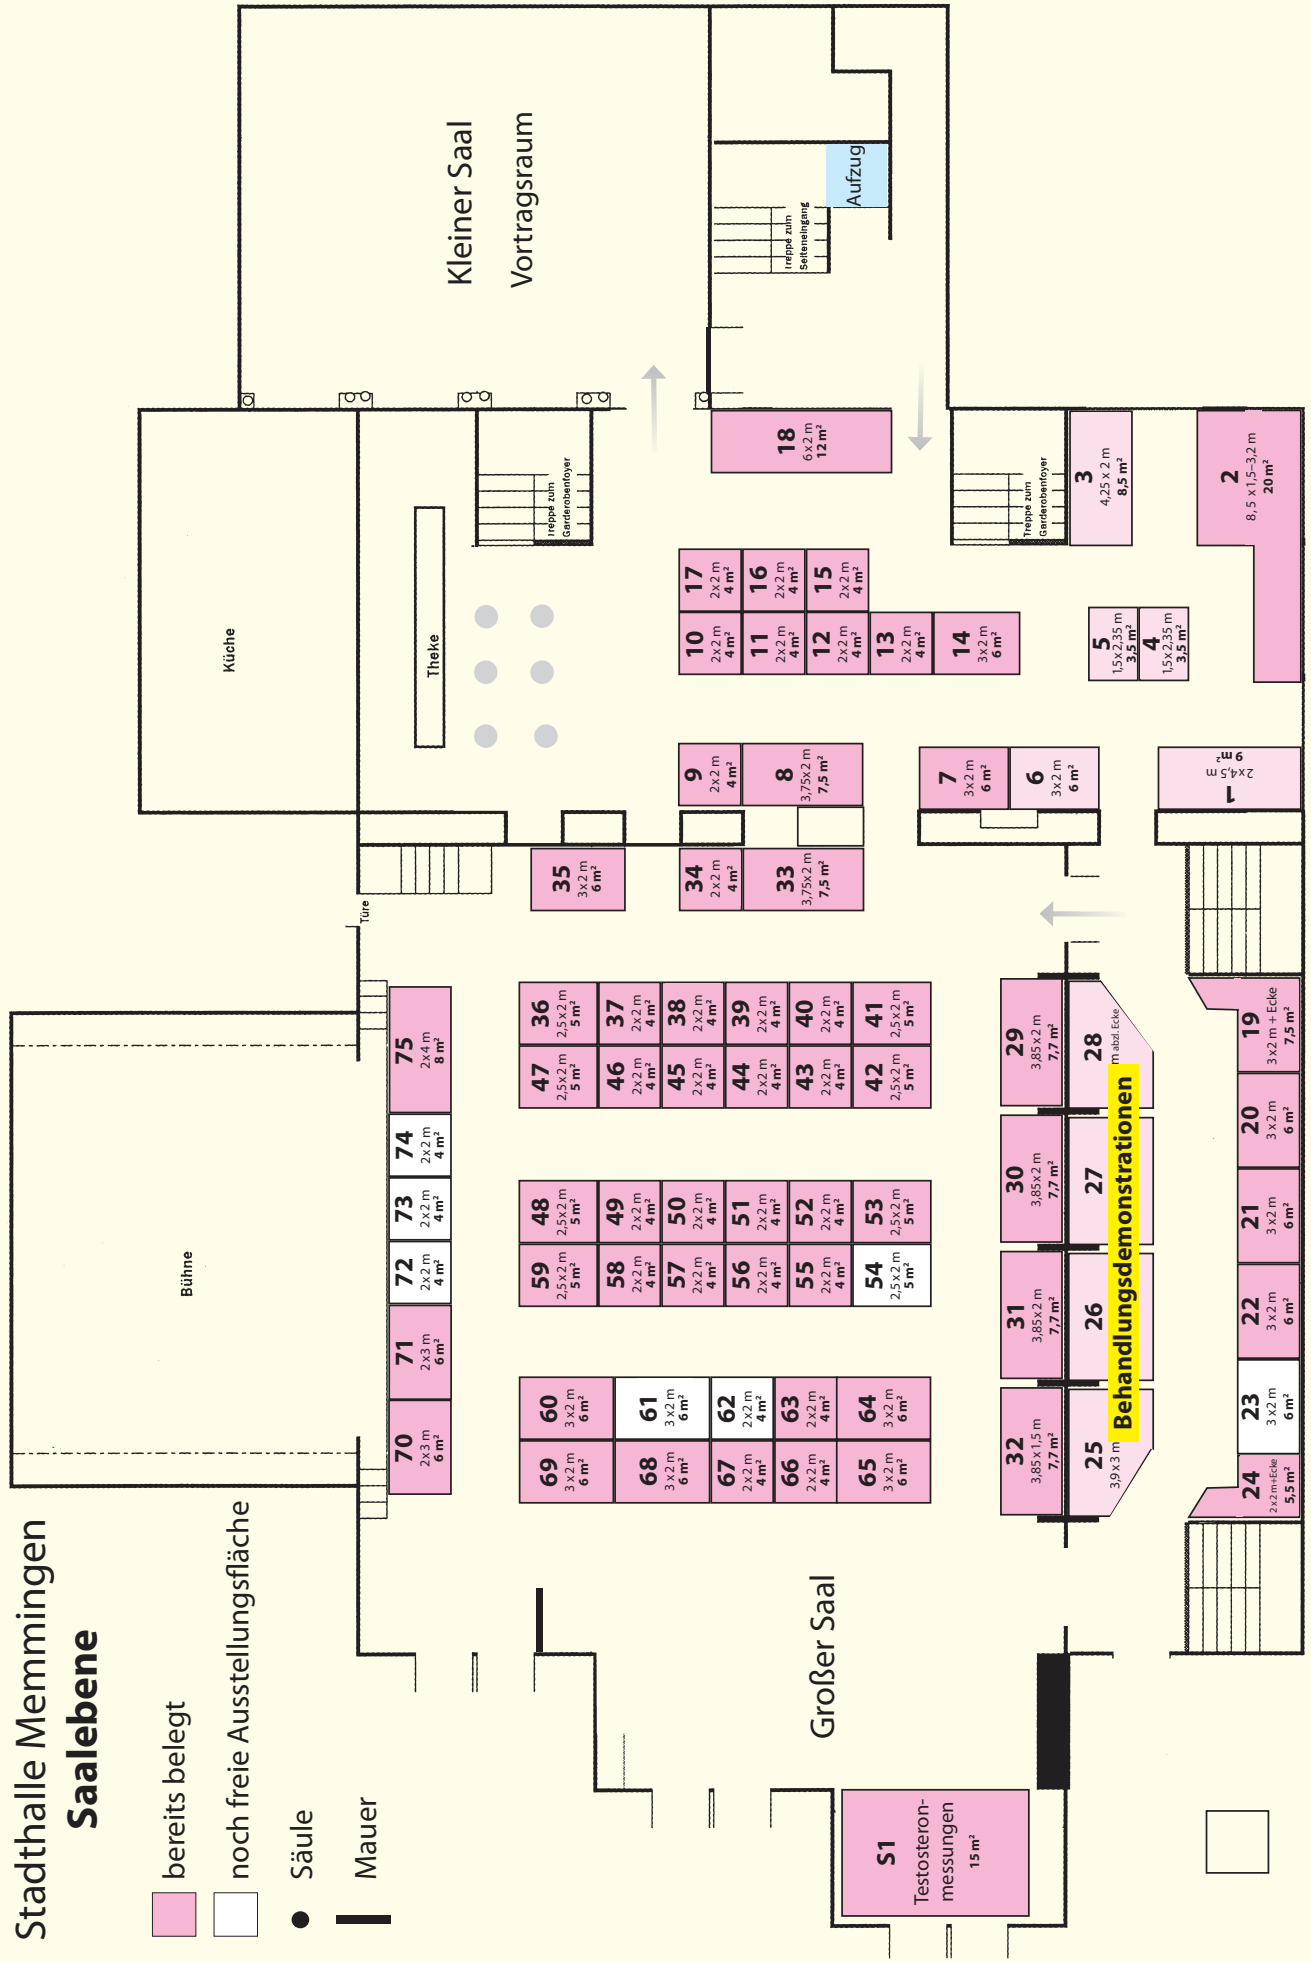 Stadthalle Memmingen
Saalebene
bereits belegt
noch freie Ausstellungsfläche
Säule
Mauer
Bühne
Küche
Theke
Türe
Kleiner Saal
Vortragsraum
Treppe zum
Seiteneingang
Aufzug
Treppe zum
Garderobenfoyer
Treppe zum
Garderobenfoyer
Großer Saal
S1
Testosteron-
messungen
15 m²
70
2x3 m
6 m²
71
2x3 m
6 m²
72
2x2 m
4 m²
73
2x2 m
4 m²
74
2x2 m
4 m²
75
2x4 m
8 m²
69
3x2 m
6 m²
60
3x2 m
6 m²
68
3x2 m
6 m²
61
3x2 m
6 m²
67
2x2 m
4 m²
62
2x2 m
4 m²
66
2x2 m
4 m²
63
2x2 m
4 m²
65
3x2 m
6 m²
64
3x2 m
6 m²
59
2,5x2 m
5 m²
48
2,5x2 m
5 m²
58
2x2 m
4 m²
49
2x2 m
4 m²
57
2x2 m
4 m²
50
2x2 m
4 m²
56
2x2 m
4 m²
51
2x2 m
4 m²
55
2x2 m
4 m²
52
2x2 m
4 m²
54
2,5x2 m
5 m²
53
2,5x2 m
5 m²
47
2,5x2 m
5 m²
36
2,5x2 m
5 m²
46
2x2 m
4 m²
37
2x2 m
4 m²
45
2x2 m
4 m²
38
2x2 m
4 m²
44
2x2 m
4 m²
39
2x2 m
4 m²
43
2x2 m
4 m²
40
2x2 m
4 m²
42
2,5x2 m
5 m²
41
2,5x2 m
5 m²
35
3x2 m
6 m²
34
2x2 m
4 m²
33
3,75x2 m
7,5 m²
9
2x2 m
4 m²
8
3,75x2 m
7,5 m²
7
3x2 m
6 m²
6
3x2 m
6 m²
1
2x4,5 m
9 m²
10
2x2 m
4 m²
17
2x2 m
4 m²
11
2x2 m
4 m²
16
2x2 m
4 m²
12
2x2 m
4 m²
15
2x2 m
4 m²
13
2x2 m
4 m²
14
3x2 m
6 m²
18
6x2 m
12 m²
5
1,5x2,35 m
3,5 m²
4
1,5x2,35 m
3,5 m²
3
4,25 x 2 m
8,5 m²
2
8,5 x1,5–3,2 m
20 m²
32
3,85x1,5 m
7,7 m²
31
3,85x2 m
7,7 m²
30
3,85x2 m
7,7 m²
29
3,85x2 m
7,7 m²
25
3,9x3 m
26
27
28
m abzl. Ecke
Behandlungsdemonstrationen
24
2x2m+Ecke
5,5 m²
23
3x2 m
6 m²
22
3x2 m
6 m²
21
3x2 m
6 m²
20
3x2 m
6 m²
19
3x2 m + Ecke
7,5 m²